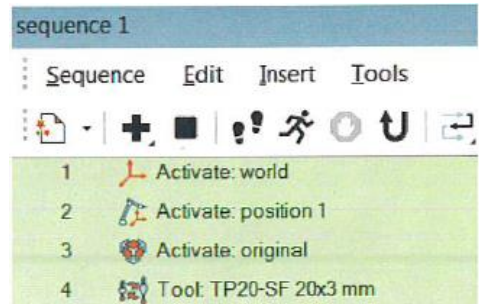 sequence 1
Sequence Edit Insert Tools
1 Activate: world
2 Activate: position 1
3 Activate: original
4 Tool: TP20-SF 20x3 mm